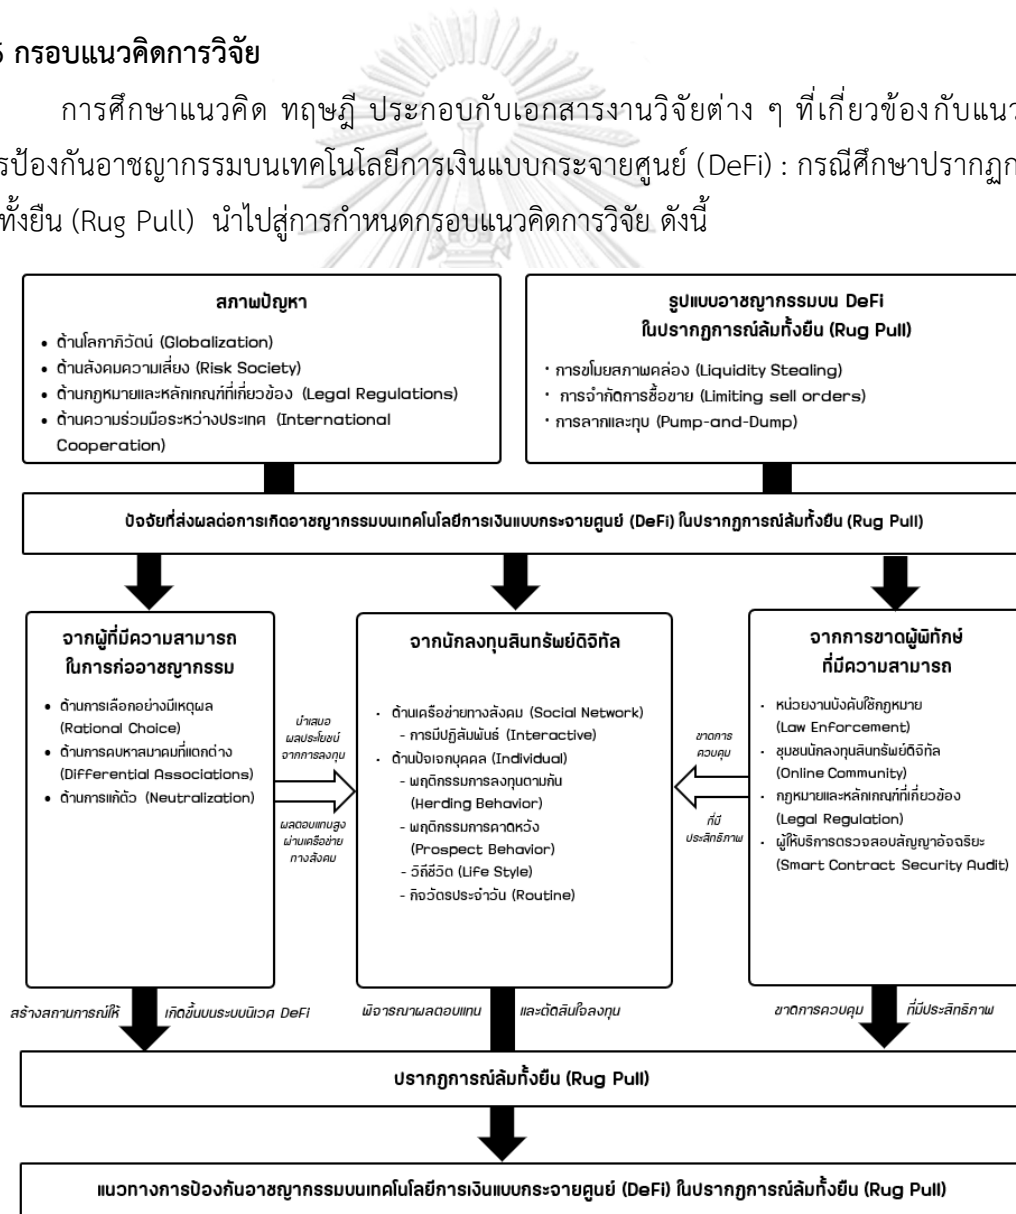 5 กรอบแนวคิดการวิจัย
การศึกษาแนวคิด ทฤษฎี ประกอบกับเอกสารงานวิจัยต่าง ๆ ที่เกี่ยวข้องกับแนว
รป้องกันอาชญากรรมบนเทคโนโลยีการเงินแบบกระจายศูนย์ (DeFi) : กรณีศึกษาปรากฏก
ทั้งยืน (Rug Pull) นำไปสู่การกำหนดกรอบแนวคิดการวิจัย ดังนี้
สภาพปัญหา
• ด้านโลกาภิวัตน์ (Globalization)
• ด้านสังคมความเสี่ยง (Risk Society)
• ด้านกฎหมายและหลักเกณฑ์ที่เกี่ยวข้อง (Legal Regulations)
• ด้านความร่วมมือระหว่างประเทศ (International
Cooperation)
รูปแบบอาชญากรรมบน DeFi
ในปรากฏการณ์ล้มทั้งยืน (Rug Pull)
· การขโมยสภาพคล่อง (Liquidity Stealing)
· การจำกัดการซื้อขาย (Limiting sell orders)
· การลากและทุบ (Pump-and-Dump)
ปัจจัยที่ส่งผลต่อการเกิดอาชญากรรมบนเทคโนโลยีการเงินแบบกระจายศูนย์ (DeFi) ในปรากฏการณ์ล้มทั้งยืน (Rug Pull)
จากผู้ที่มีความสามารถ
ในการก่ออาชญากรรม
• ด้านการเลือกอย่างมีเหตุผล
(Rational Choice)
• ด้านการคบหาสมาคมที่แตกต่าง
(Differential Associations)
• ด้านการแก้ตัว (Neutralization)
นำเสนอ
ผลประโยชน์
จากการลงทุน
ผลตอบแทนสูง
ผ่านเครือข่าย
ทางสังคม
จากนักลงทุนสินทรัพย์ดิจิทัล
· ด้านเครือข่ายทางสังคม (Social Network)
- การมีปฏิสัมพันธ์ (Interactive)
· ด้านปัจเจกบุคคล (Individual)
- พฤติกรรมการลงทุนตามกัน
(Herding Behavior)
- พฤติกรรมการคาดหวัง
(Prospect Behavior)
- วิถีชีวิต (Life Style)
- กิจวัตรประจำวัน (Routine)
ขาดการ
ควบคุม
ที่มี
ประสิทธิภาพ
จากการขาดผู้พิทักษ์
ที่มีความสามารถ
· หน่วยงานบังคับใช้กฎหมาย
(Law Enforcement)
· ชุมชนนักลงทุนสินทรัพย์ดิจิทัล
(Online Community)
· กฎหมายและหลักเกณฑ์ที่เกี่ยวข้อง
(Legal Regulation)
· ผู้ให้บริการตรวจสอบสัญญาอัจฉริยะ
(Smart Contract Security Audit)
สร้างสถานการณ์ให้ เกิดขึ้นบนระบบนิเวศ DeFi
พิจารณาผลตอบแทน และตัดสินใจลงทุน
ขาดการควบคุม ที่มีประสิทธิภาพ
ปรากฏการณ์ล้มทั้งยืน (Rug Pull)
แนวทางการป้องกันอาชญากรรมบนเทคโนโลยีการเงินแบบกระจายศูนย์ (DeFi) ในปรากฏการณ์ล้มทั้งยืน (Rug Pull)